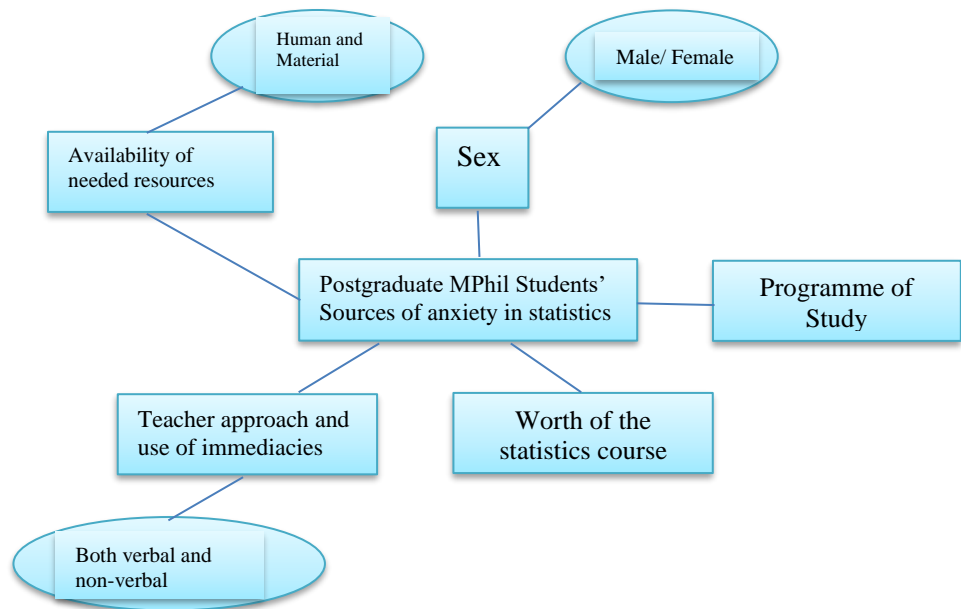 Human and
Material
Male/ Female
Availability of
needed resources
Sex
Postgraduate MPhil Students’
Sources of anxiety in statistics
Programme of
Study
Teacher approach and
use of immediacies
Worth of the
statistics course
Both verbal and
non-verbal